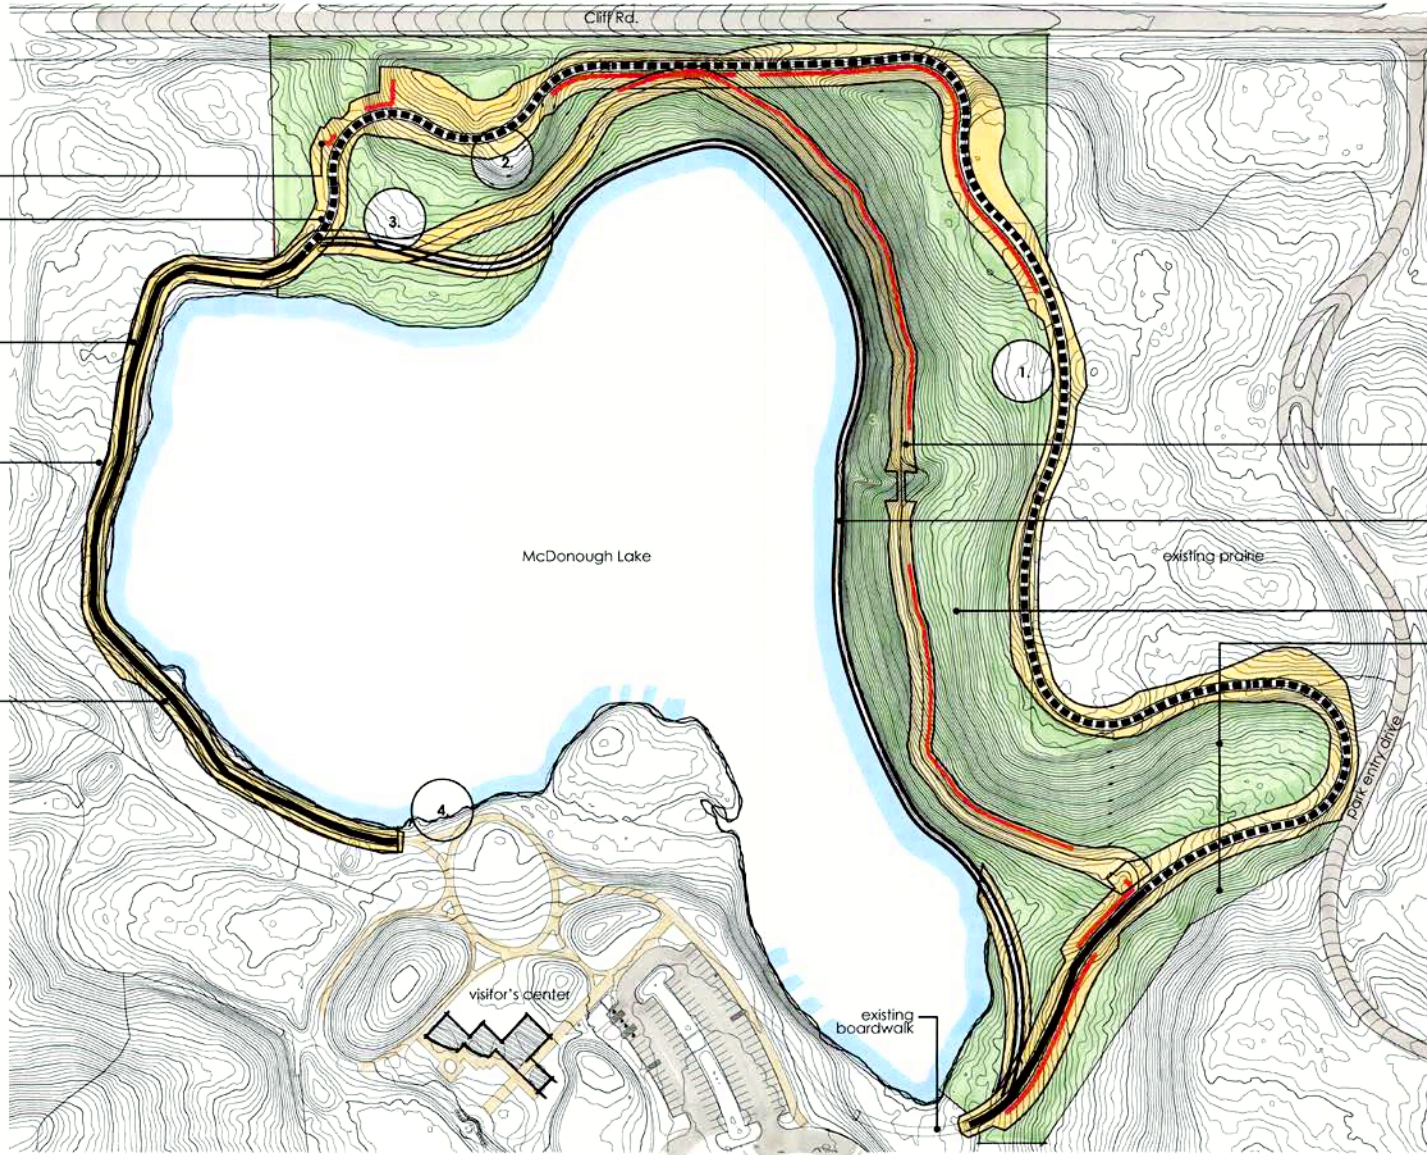 Cliff Rd.
2.
3.
1.
McDonough Lake
existing prairie
park entry drive
4.
visitor's center
existing
boardwalk